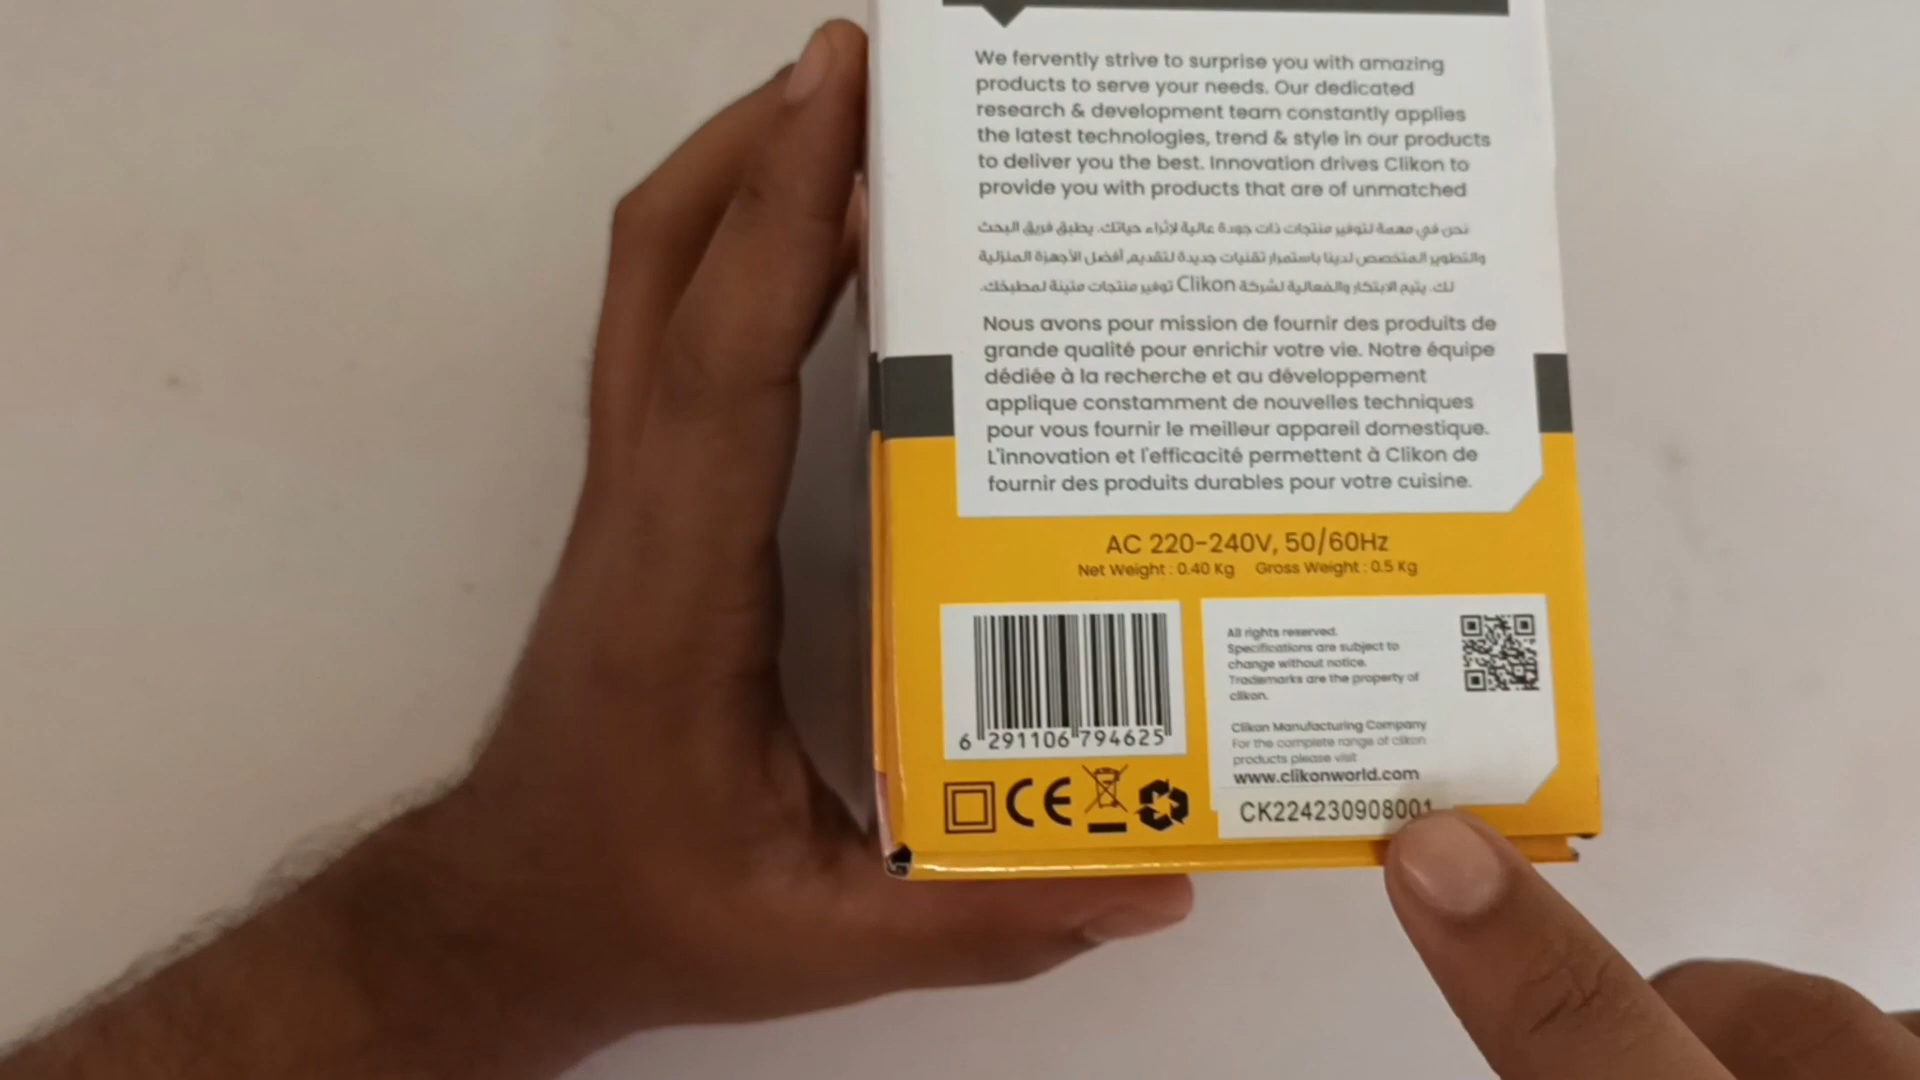 We fervently strive to surprise you with amazing
products to serve your needs. Our dedicated
research & development team constantly applies
the latest technologies, trend & style in our products
to deliver you the best. Innovation drives Clikon to
provide you with products that are of unmatched
نحن في مهمة لتوفير منتجات ذات جودة عالية لإثراء حياتك. يطبق فريق البحث
والتطوير المتخصص لدينا باستمرار تقنيات جديدة لتقديم أفضل الأجهزة المنزلية
لك. يتيح الابتكار والفعالية لشركة Clikon توفير منتجات متينة لمطبخك.
Nous avons pour mission de fournir des produits de
grande qualité pour enrichir votre vie. Notre équipe
dédiée à la recherche et au développement
applique constamment de nouvelles techniques
pour vous fournir le meilleur appareil domestique.
L'innovation et l'efficacité permettent à Clikon de
fournir des produits durables pour votre cuisine.
AC 220-240V, 50/60Hz
Net Weight : 0.40 Kg Gross Weight : 0.5 Kg
6 291106 794625
All rights reserved.
Specifications are subject to
change without notice.
Trademarks are the property of
clikon.
Clikon Manufacturing Company
For the complete range of clikon
products please visit
www.clikonworld.com
CE
CK224230908001